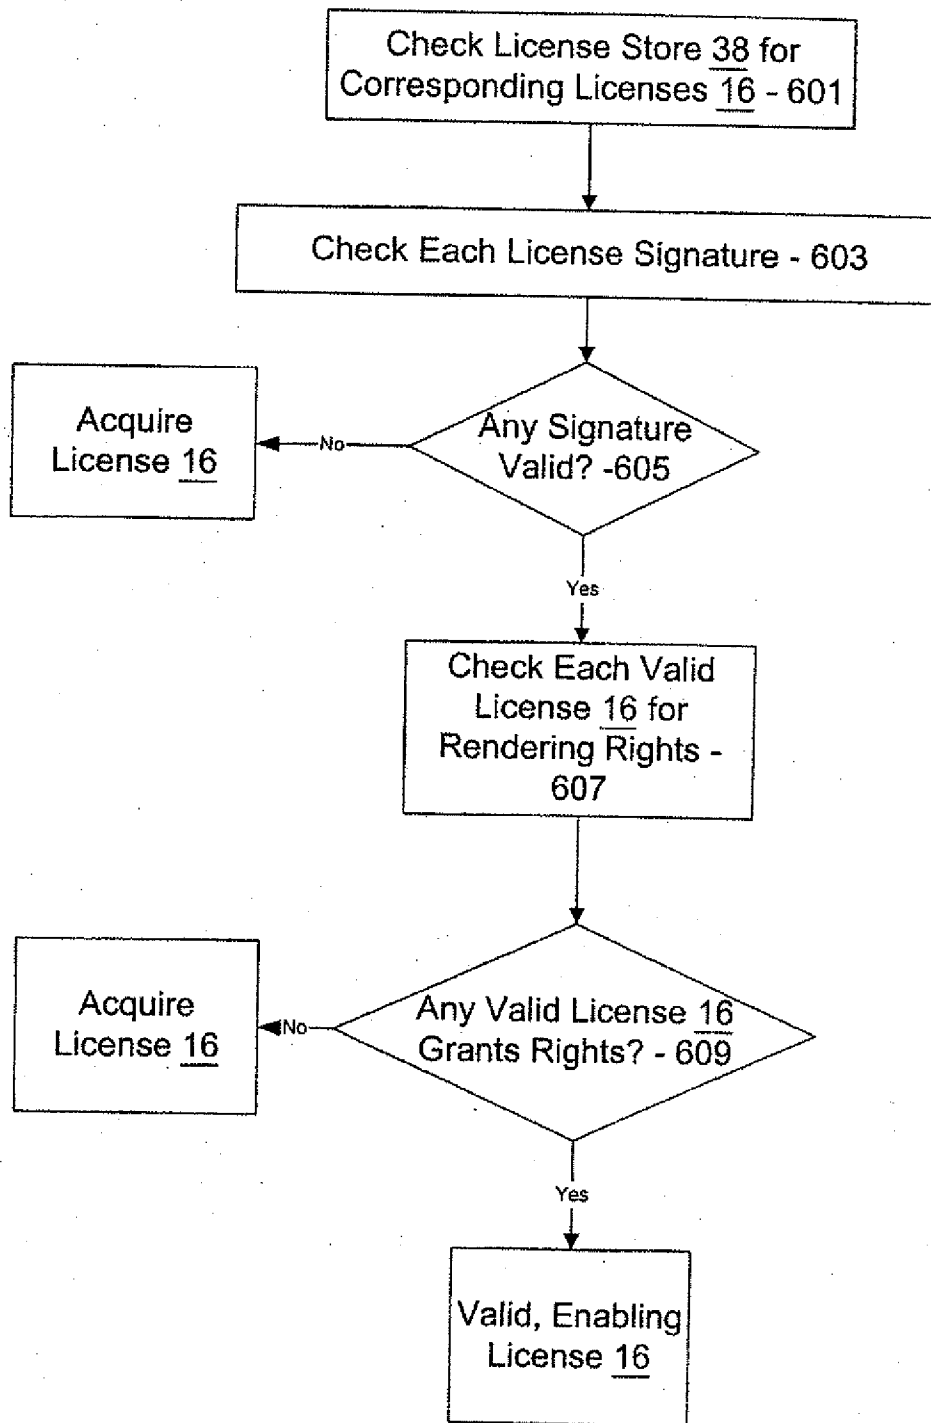 Check License Store 38 for
Corresponding Licenses 16 - 601
Check Each License Signature - 603
Any Signature
Valid? -605
No
Acquire
License 16
Yes
Check Each Valid
License 16 for
Rendering Rights -
607
Any Valid License 16
Grants Rights? - 609
No
Acquire
License 16
Yes
Valid, Enabling
License 16